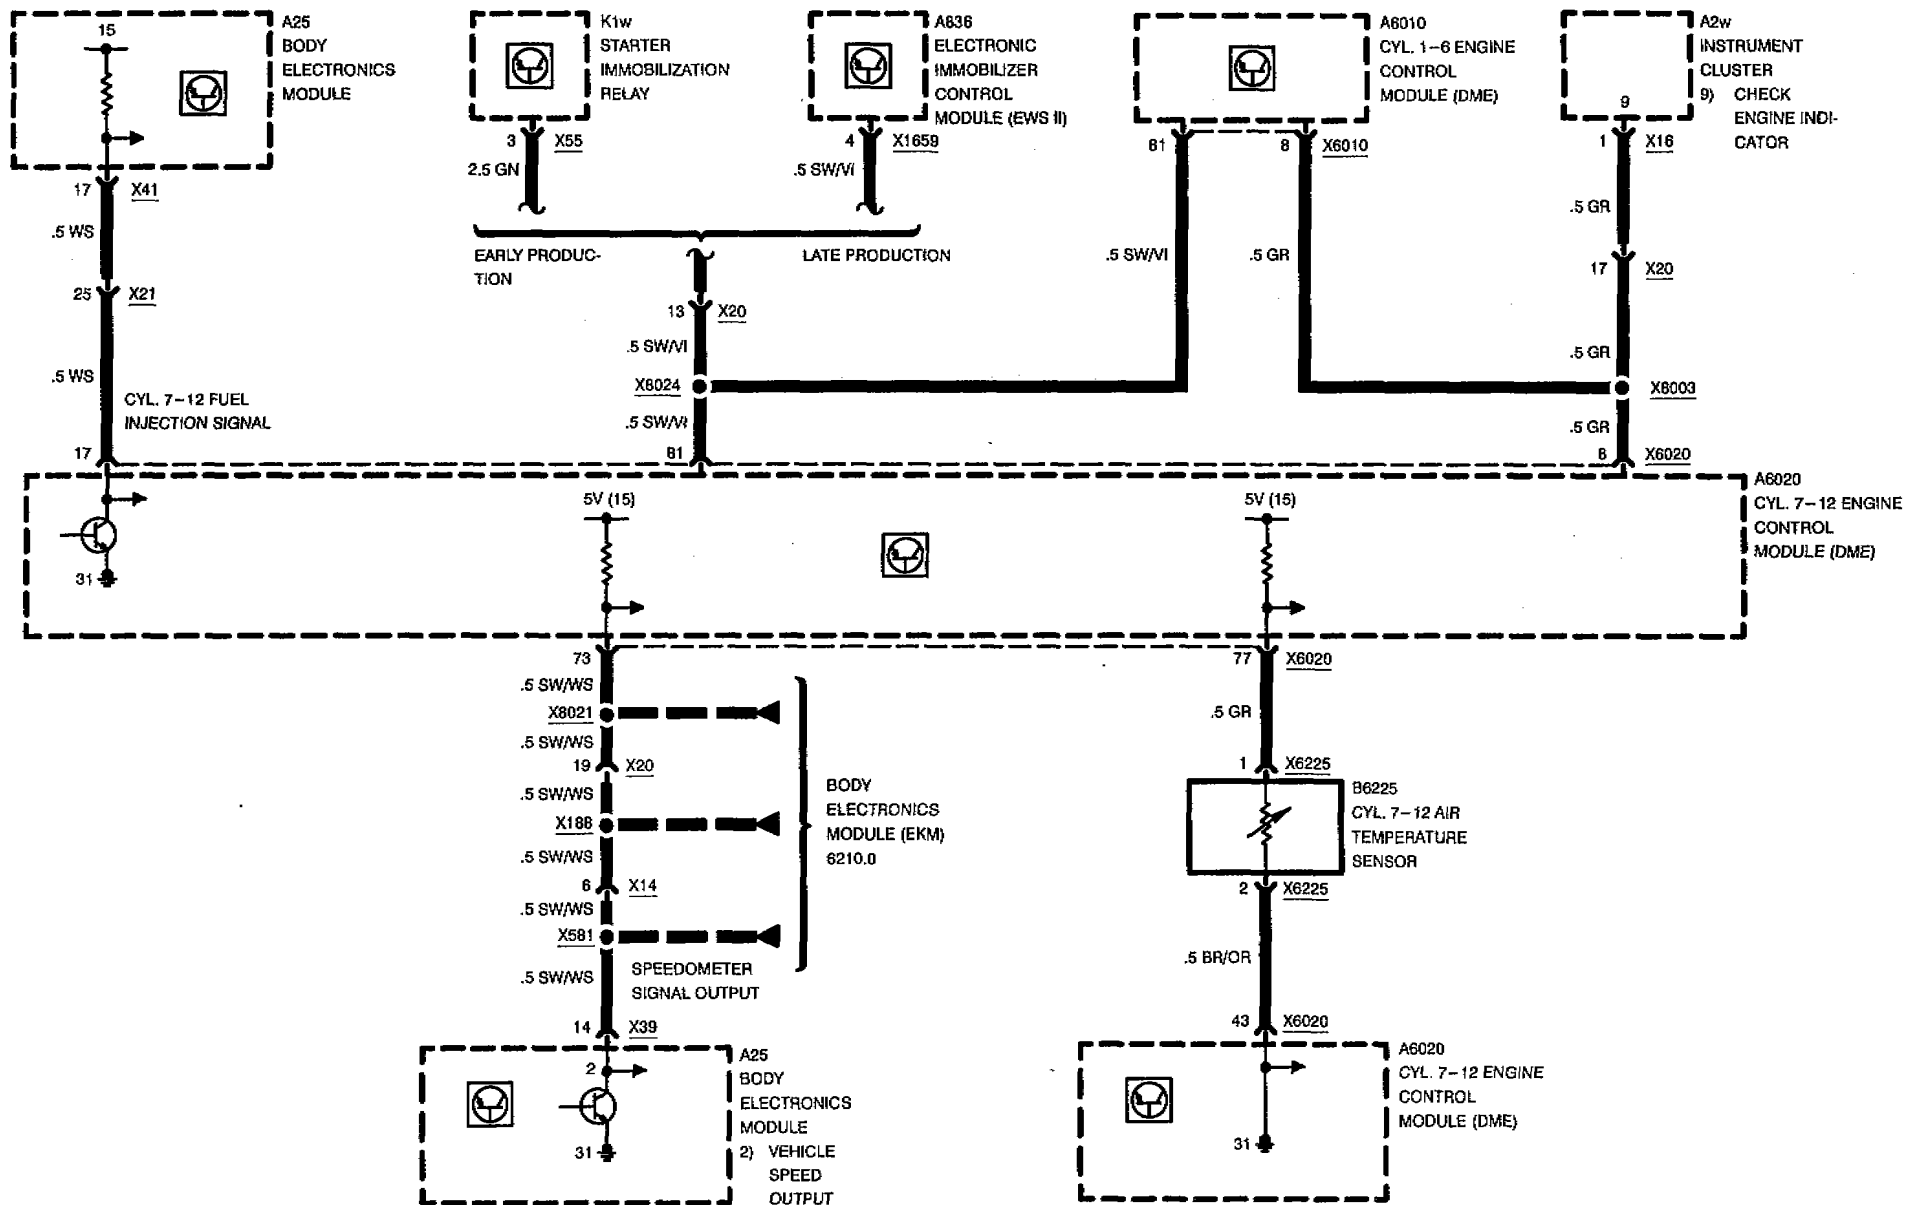 15
A25
BODY
ELECTRONICS
MODULE
K1w
STARTER
IMMOBILIZATION
RELAY
A836
ELECTRONIC
IMMOBILIZER
CONTROL
MODULE (EWS II)
A6010
CYL. 1-6 ENGINE
CONTROL
MODULE (DME)
9
A2w
INSTRUMENT
CLUSTER
9) CHECK
ENGINE INDI-
CATOR
3 X55
4 X1659
81
8 X6010
1 X16
2.5 GN
.5 SW/VI
17 X41
.5 WS
.5 GR
EARLY PRODUC-
TION
LATE PRODUCTION
.5 SW/VI
.5 GR
17 X20
25 X21
13 X20
.5 SW/VI
.5 GR
.5 WS
X8024
X8003
CYL. 7-12 FUEL
INJECTION SIGNAL
.5 SW/VI
.5 GR
17
81
8 X6020
5V (15)
5V (15)
31
A6020
CYL. 7-12 ENGINE
CONTROL
MODULE (DME)
73
77 X6020
.5 SW/WS
X8021
.5 GR
.5 SW/WS
19 X20
1 X6225
.5 SW/WS
X188
.5 SW/WS
6 X14
.5 SW/WS
X581
.5 SW/WS
BODY
ELECTRONICS
MODULE (EKM)
6210.0
B6225
CYL. 7-12 AIR
TEMPERATURE
SENSOR
2 X6225
.5 BR/OR
SPEEDOMETER
SIGNAL OUTPUT
14 X39
43 X6020
2
31
A25
BODY
ELECTRONICS
MODULE
2) VEHICLE
SPEED
OUTPUT
31
A6020
CYL. 7-12 ENGINE
CONTROL
MODULE (DME)